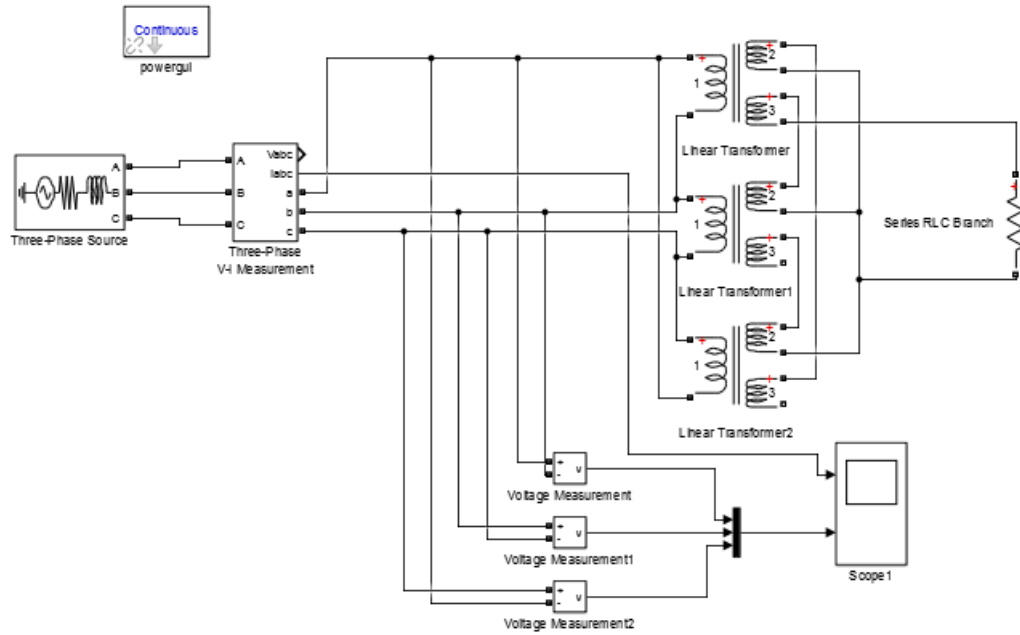 Continuous
powergui
A
B
C
Three-Phase Source
A
B
C
Vabc
Iabc
a
b
c
Three-Phase
V-I Measurement
1
2
3
Linear Transformer
1
2
3
Linear Transformer1
1
2
3
Linear Transformer2
Series RLC Branch
+
-
v
Voltage Measurement
+
-
v
Voltage Measurement1
+
-
v
Voltage Measurement2
Scope1